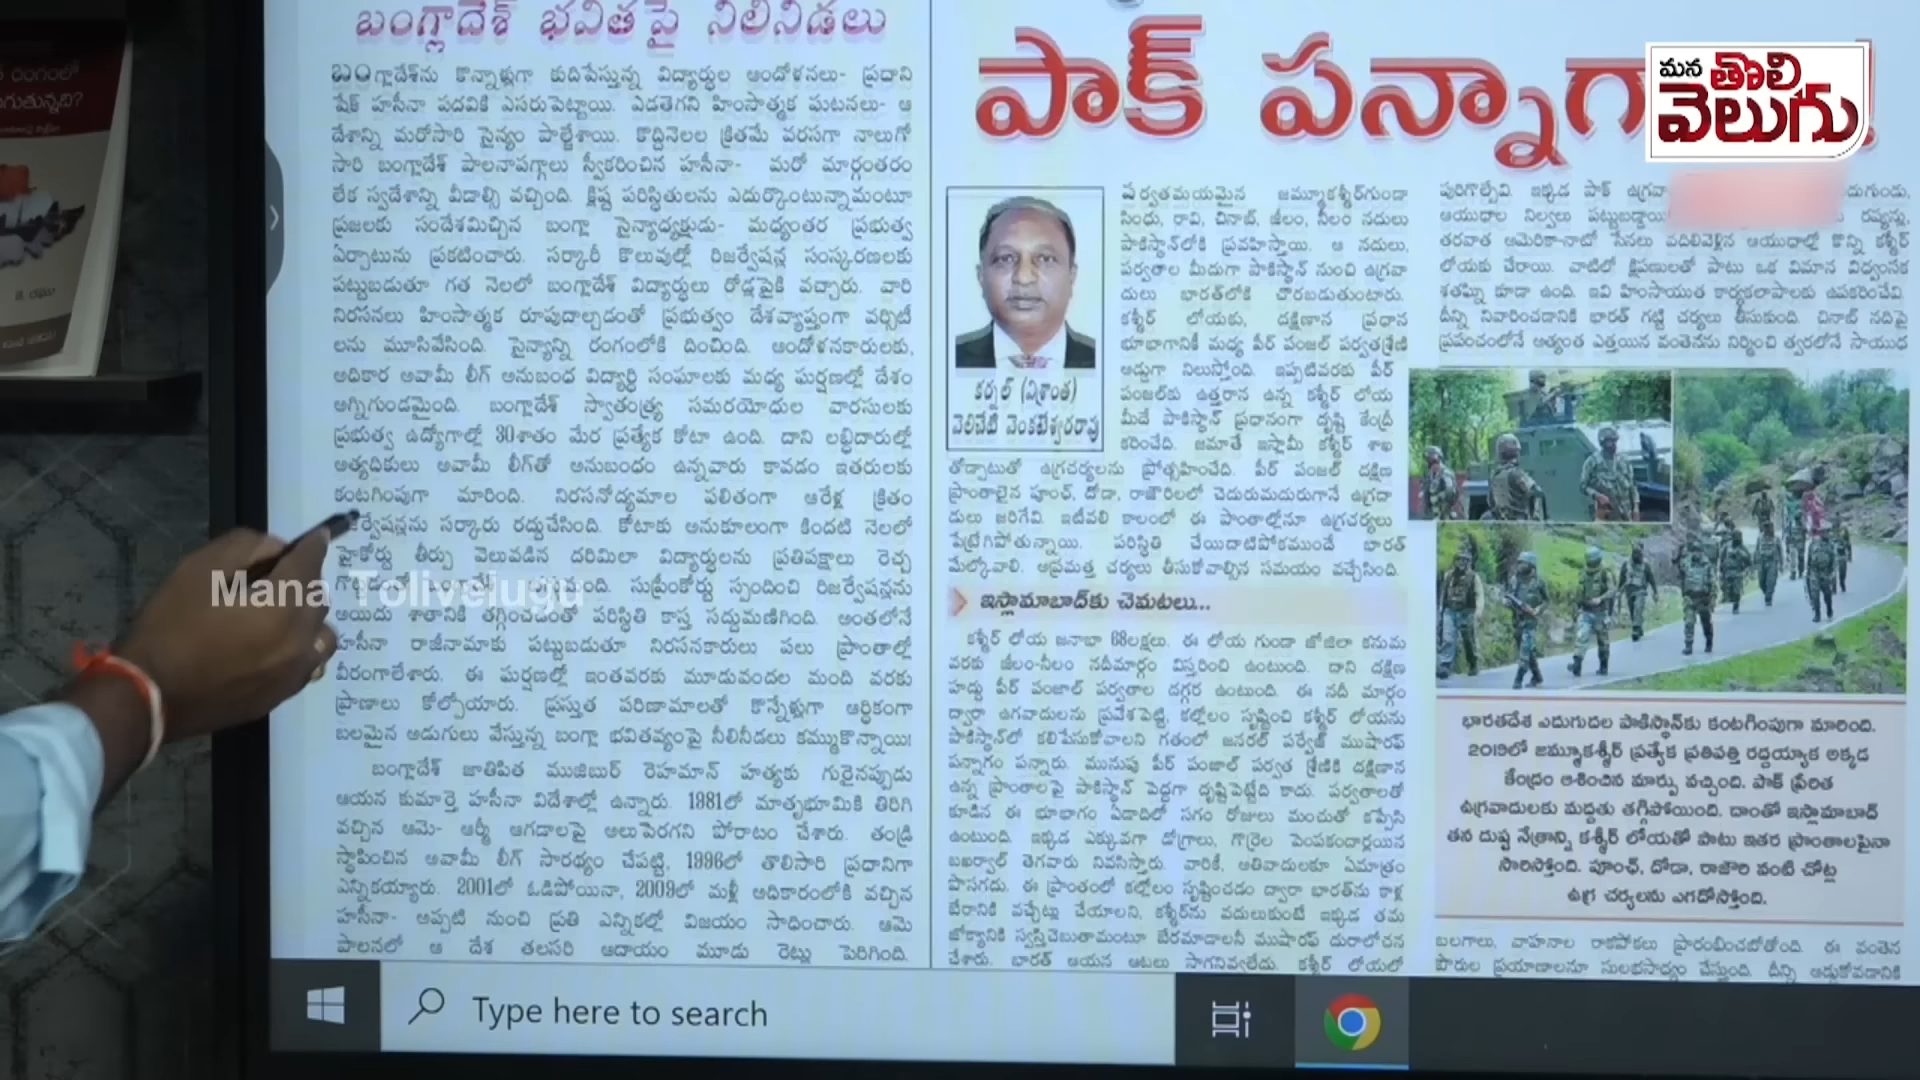 బంగ్లాదేశ్ భవితపై నీలినీడలు
బంగ్లాదేశ్‌ను కొన్నాళ్లుగా కుదిపేస్తున్న విద్యార్థుల ఆందోళనలు- ప్రధాని
షేక్ హసీనా పదవికి ఎసరుపెట్టాయి. ఎడతెగని హింసాత్మక ఘటనలు- ఆ
దేశాన్ని మరోసారి సైన్యం పాల్జేశాయి. కొద్దినెలల క్రితమే వరసగా నాలుగో
సారి బంగ్లాదేశ్ పాలనాపగ్గాలు స్వీకరించిన హసీనా- మరో మార్గంతరం
లేక స్వదేశాన్ని వీడాల్సి వచ్చింది. క్లిష్ట పరిస్థితులను ఎదుర్కొంటున్నామంటూ
ప్రజలకు సందేశమిచ్చిన బంగ్లా సైన్యాధ్యక్షుడు- మధ్యంతర ప్రభుత్వ
ఏర్పాటును ప్రకటించారు. సర్కారీ కొలువుల్లో రిజర్వేషన్ల సంస్కరణలకు
పట్టుబడుతూ గత నెలలో బంగ్లాదేశ్ విద్యార్థులు రోడ్లపైకి వచ్చారు. వారి
నిరసనలు హింసాత్మక రూపుదాల్చడంతో ప్రభుత్వం దేశవ్యాప్తంగా వర్సిటీ
లను మూసివేసింది. సైన్యాన్ని రంగంలోకి దించింది. ఆందోళనకారులకు,
అధికార అవామీ లీగ్ అనుబంధ విద్యార్థి సంఘాలకు మధ్య ఘర్షణల్లో దేశం
అగ్నిగుండమైంది. బంగ్లాదేశ్ స్వాతంత్ర్య సమరయోధుల వారసులకు
ప్రభుత్వ ఉద్యోగాల్లో 30శాతం మేర ప్రత్యేక కోటా ఉంది. దాని లబ్ధిదారుల్లో
అత్యధికులు అవామీ లీగ్‌తో అనుబంధం ఉన్నవారు కావడం ఇతరులకు
కంటగింపుగా మారింది. నిరసనోద్యమాల ఫలితంగా ఆరేళ్ల క్రితం
సర్కారు రద్దుచేసింది. కోటాకు అనుకూలంగా కిందటి నెలలో
హైకోర్టు తీర్పు వెలువడిన దరిమిలా విద్యార్థులను ప్రతిపక్షాలు రెచ్చ
సుప్రీంకోర్టు స్పందించి రిజర్వేషన్లను
అయిదు శాతానికి తగ్గించడంతో పరిస్థితి కాస్త సద్దుమణిగింది. అంతలోనే
హసీనా రాజీనామాకు పట్టుబడుతూ నిరసనకారులు పలు ప్రాంతాల్లో
వీరంగాలేశారు. ఈ ఘర్షణల్లో ఇంతవరకు మూడువందల మంది వరకు
ప్రాణాలు కోల్పోయారు. ప్రస్తుత పరిణామాలతో కొన్నేళ్లుగా ఆర్థికంగా
బలమైన అడుగులు వేస్తున్న బంగ్లా భవితవ్యంపై నీలినీడలు కమ్ముకొన్నాయి!
బంగ్లాదేశ్ జాతిపిత ముజిబుర్ రెహమాన్ హత్యకు గురైనప్పుడు
ఆయన కుమార్తె హసీనా విదేశాల్లో ఉన్నారు. 1981లో మాతృభూమికి తిరిగి
వచ్చిన ఆమె- ఆర్మీ ఆగడాలపై అలుపెరగని పోరాటం చేశారు. తండ్రి
స్థాపించిన అవామీ లీగ్ సారథ్యం చేపట్టి, 1996లో తొలిసారి ప్రధానిగా
ఎన్నికయ్యారు. 2001లో ఓడిపోయినా, 2009లో మళ్లీ అధికారంలోకి వచ్చిన
హసీనా- అప్పటి నుంచి ప్రతి ఎన్నికల్లో విజయం సాధించారు. ఆమె
పాలనలో ఆ దేశ తలసరి ఆదాయం మూడు రెట్లు పెరిగింది.
పాక్ పన్నాగా
కర్నల్ (విశ్రాంత)
వెలిచేటి వెంకటేశ్వరరావు
పర్వతమయమైన జమ్మూకశ్మీర్‌గుండా
సింధు, రావి, చినాబ్, జీలం, నీలం నదులు
పాకిస్థాన్‌లోకి ప్రవహిస్తాయి. ఆ నదులు,
పర్వతాల మీదుగా పాకిస్థాన్ నుంచి ఉగ్రవా
దులు భారత్‌లోకి చొరబడుతుంటారు.
కశ్మీర్ లోయకు, దక్షిణాన ప్రధాన
భూభాగానికి మధ్య పీర్ పంజల్ పర్వతశ్రేణి
అడ్డుగా నిలుస్తోంది. ఇప్పటివరకు పీర్
పంజల్‌కు ఉత్తరాన ఉన్న కశ్మీర్ లోయ
మీదే పాకిస్థాన్ ప్రధానంగా దృష్టి కేంద్రీ
కరించేది. జమాతే ఇస్లామీ కశ్మీర్ శాఖ
తోడ్పాటుతో ఉగ్రచర్యలను ప్రోత్సహించేది. పీర్ పంజల్ దక్షిణ
ప్రాంతాలైన పూంఛ్, దోడా, రాజౌరిలలో చెదురుమదురుగానే ఉగ్రదా
డులు జరిగేవి. ఇటీవలి కాలంలో ఈ ప్రాంతాల్లోనూ ఉగ్రచర్యలు
పేట్రేగిపోతున్నాయి. పరిస్థితి చేయిదాటిపోకముందే భారత్
మేల్కోవాలి. అప్రమత్త చర్యలు తీసుకోవాల్సిన సమయం వచ్చేసింది.
ఇస్లామాబాద్‌కు చెమటలు...
కశ్మీర్ లోయ జనాభా 68లక్షలు. ఈ లోయ గుండా జోజిలా కనుమ
వరకు జీలం-నీలం నదీమార్గం విస్తరించి ఉంటుంది. దాని దక్షిణ
హద్దు పీర్ పంజాల్ పర్వతాల దగ్గర ఉంటుంది. ఈ నదీ మార్గం
ద్వారా ఉగ్రవాదులను ప్రవేశపెట్టి, కల్లోలం సృష్టించి కశ్మీర్ లోయను
పాకిస్థాన్‌లో కలిపేసుకోవాలని గతంలో జనరల్ పర్వేజ్ ముషారఫ్
పన్నాగం పన్నారు. మునుపు పీర్ పంజాల్ పర్వత శ్రేణికి దక్షిణాన
ఉన్న ప్రాంతాలపై పాకిస్థాన్ పెద్దగా దృష్టిపెట్టేది కాదు. పర్వతాలతో
కూడిన ఈ భూభాగం ఏడాదిలో సగం రోజులు మంచుతో కప్పేసి
ఉంటుంది. ఇక్కడ ఎక్కువగా డోగ్రాలు, గొర్రెల పెంపకందార్లయిన
బఖర్వాల్ తెగవారు నివసిస్తారు. వారికీ, అతివాదులకూ ఏమాత్రం
పొసగదు. ఈ ప్రాంతంలో కల్లోలం సృష్టించడం ద్వారా భారత్‌ను కాళ్ల
బేరానికి వచ్చేట్లు చేయాలని, కశ్మీర్‌ను వదులుకుంటే ఇక్కడ తమ
జోక్యానికి స్వస్తిచెబుతామంటూ బేరమాడాలనీ ముషారఫ్ దురాలోచన
చేశారు. భారత్ ఆయన ఆటలు సాగనివ్వలేదు. కశ్మీర్ లోయలో
పురిగొల్పేవి. ఇక్కడ పాక్
ఆయుధాల నిల్వలు రష్యన్లు,
తరవాత అమెరికా-నాటో సేనలు వదిలివెళ్లిన ఆయుధాల్లో కొన్ని కశ్మీర్
లోయకు చేరాయి. వాటిలో క్షిపణులతో పాటు ఒక విమాన విధ్వంసక
శతఘ్ని కూడా ఉంది. ఇవి హింసాయుత కార్యకలాపాలకు ఉపకరించేవి.
దీన్ని నివారించడానికి భారత్ గట్టి చర్యలు తీసుకుంది. చినాబ్ నదిపై
ప్రపంచంలోనే అత్యంత ఎత్తయిన వంతెనను నిర్మించి త్వరలోనే సాయుధ
భారతదేశ ఎదుగుదల పాకిస్థాన్‌కు కంటగింపుగా మారింది.
2019లో జమ్మూకశ్మీర్ ప్రత్యేక ప్రతిపత్తి రద్దయ్యాక అక్కడ
కేంద్రం ఆశించిన మార్పు వచ్చింది. పాక్ ప్రేరిత
ఉగ్రవాదులకు మద్దతు తగ్గిపోయింది. దాంతో ఇస్లామాబాద్
తన దుష్ట నేత్రాన్ని కశ్మీర్ లోయతో పాటు ఇతర ప్రాంతాలపైనా
సారిస్తోంది. పూంఛ్, దోడా, రాజౌరి వంటి చోట్ల
ఉగ్ర చర్యలను ఎగదోస్తోంది.
బలగాలు, వాహనాల రాకపోకలు ప్రారంభించబోతోంది. ఈ వంతెన
పౌరుల ప్రయాణాలనూ సులభసాధ్యం చేస్తుంది. దీన్ని అడ్డుకోవడానికి
మన
తొలి
వెలుగు
Mana Tolivelugu
Type here to search